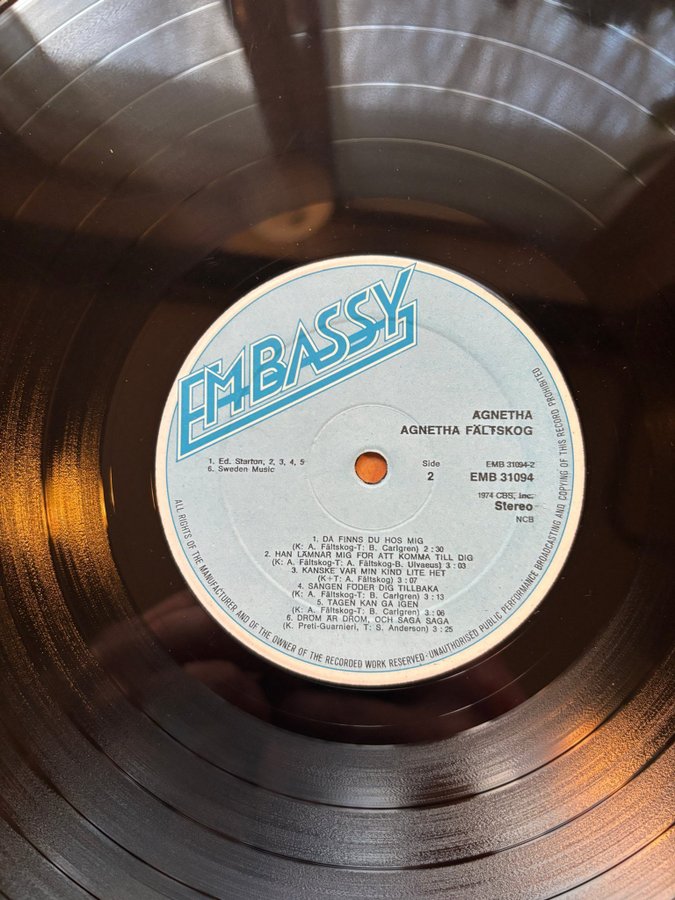 EMBASSY
AGNETHA
AGNETHA FÄLTSKOG
1. Ed. Starton, 2, 3, 4, 5
6. Sweden Music
Side
2
EMB 31094-2
EMB 31094
1974 CBS, Inc.
Stereo
NCB
1. DÅ FINNS DU HOS MIG
(K: A. Fältskog-T: B. Carlgren) 2:30
2. HAN LÄMNAR MIG FÖR ATT KOMMA TILL DIG
(K: A. Fältskog-T: A. Fältskog-B. Ulvaeus) 3:03
3. KANSKE VAR MIN KIND LITE HET
(K+T: A. Fältskog) 3:07
4. SÅNGEN FÖDER DIG TILLBAKA
(K: A. Fältskog-T: B. Carlgren) 3:13
5. TÅGEN KAN GÅ IGEN
(K: A. Fältskog-T: B. Carlgren) 3:06
6. DRÖM ÄR DRÖM, OCH SAGA SAGA
(K. Preti-Guarnieri, T: S. Anderson) 3:25
ALL RIGHTS OF THE MANUFACTURER AND OF THE OWNER OF THE RECORDED WORK RESERVED · UNAUTHORISED PUBLIC PERFORMANCE BROADCASTING AND COPYING OF THIS RECORD PROHIBITED